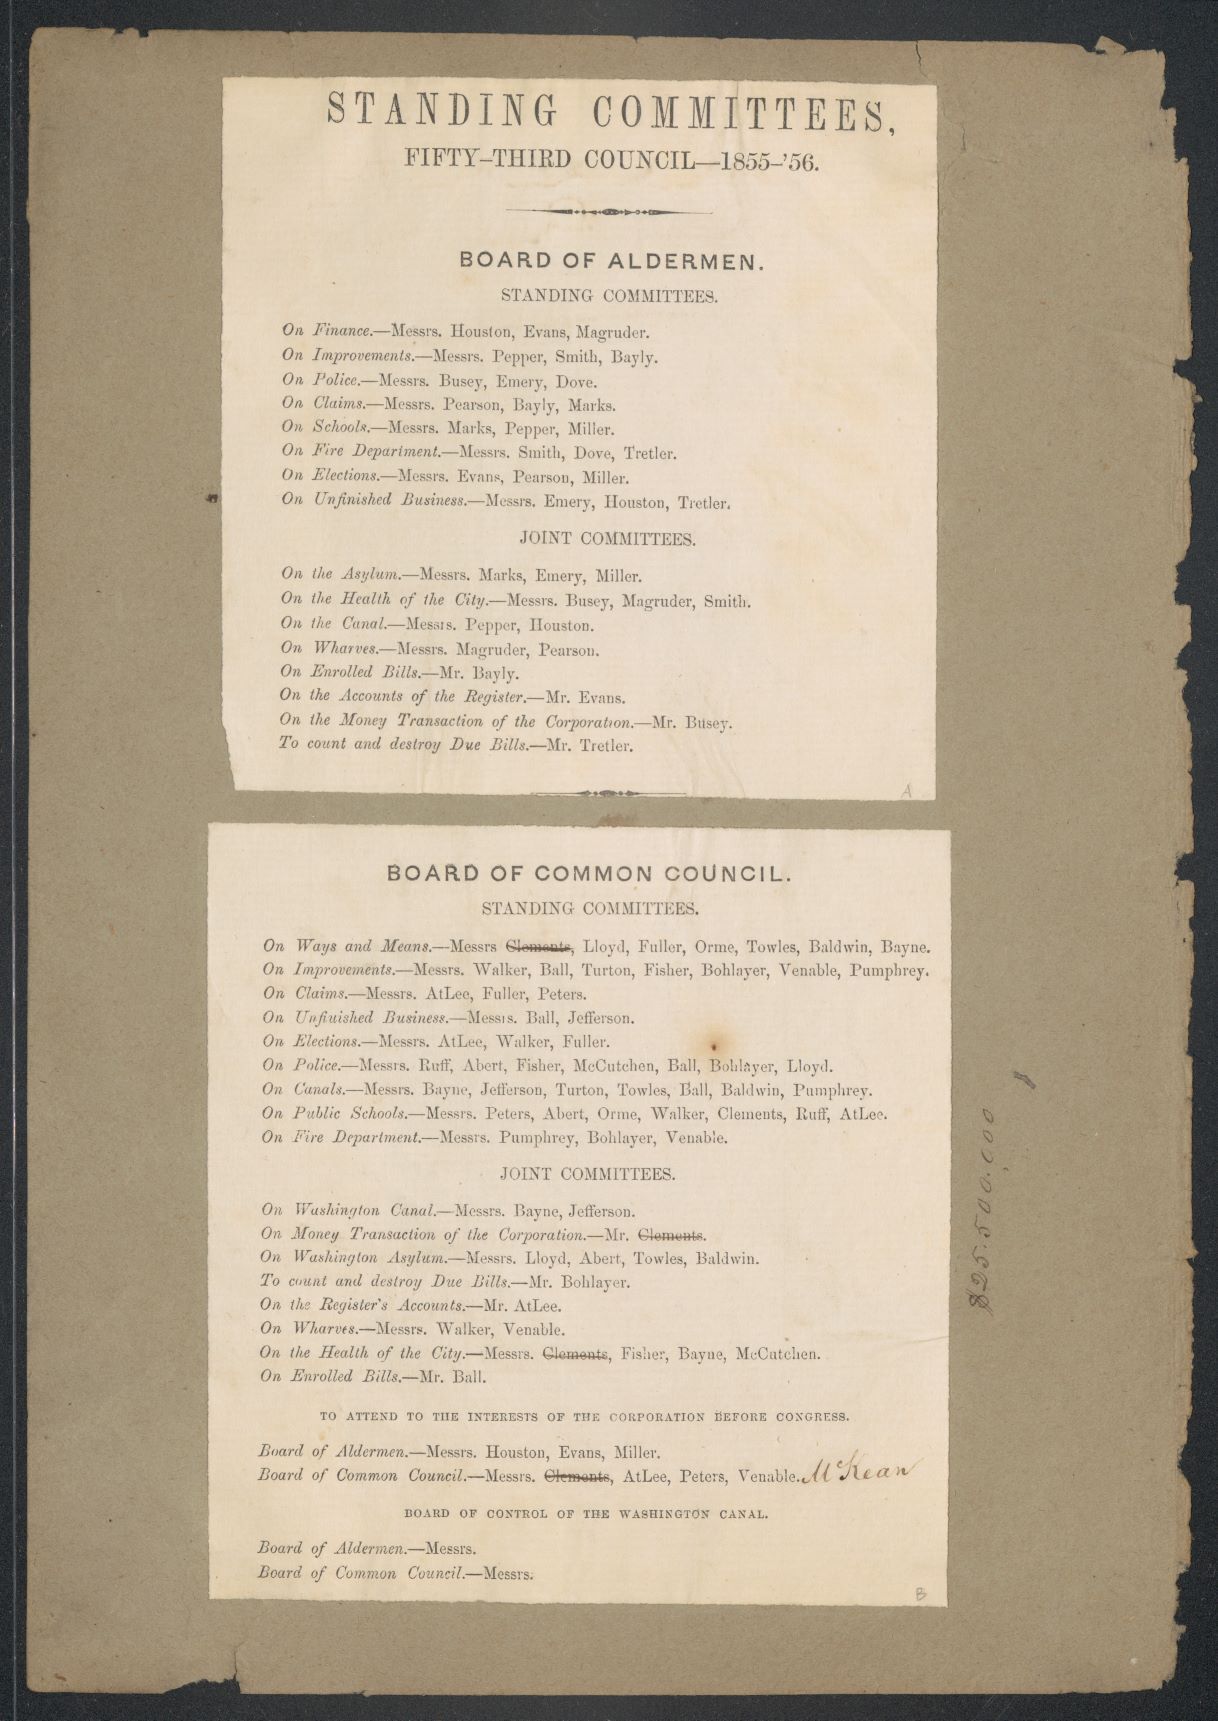 STANDING COMMITTEES,
FIFTY-THIRD COUNCIL—1855-'56.
BOARD OF ALDERMEN.
STANDING COMMITTEES.
On Finance.—Messrs. Houston, Evans, Magruder.
On Improvements.—Messrs. Pepper, Smith, Bayly.
On Police.—Messrs. Busey, Emery, Dove.
On Claims.—Messrs. Pearson, Bayly, Marks.
On Schools.—Messrs. Marks, Pepper, Miller.
On Fire Department.—Messrs. Smith, Dove, Tretler.
On Elections.—Messrs. Evans, Pearson, Miller.
On Unfinished Business.—Messrs. Emery, Houston, Tretler.
JOINT COMMITTEES.
On the Asylum.—Messrs. Marks, Emery, Miller.
On the Health of the City.—Messrs. Busey, Magruder, Smith.
On the Canal.—Messrs. Pepper, Houston.
On Wharves.—Messrs. Magruder, Pearson.
On Enrolled Bills.—Mr. Bayly.
On the Accounts of the Register.—Mr. Evans.
On the Money Transaction of the Corporation.—Mr. Busey.
To count and destroy Due Bills.—Mr. Tretler.
A
BOARD OF COMMON COUNCIL.
STANDING COMMITTEES.
On Ways and Means.—Messrs Clements, Lloyd, Fuller, Orme, Towles, Baldwin, Bayne.
On Improvements.—Messrs. Walker, Ball, Turton, Fisher, Bohlayer, Venable, Pumphrey.
On Claims.—Messrs. AtLee, Fuller, Peters.
On Unfiuished Business.—Messrs. Ball, Jefferson.
On Elections.—Messrs. AtLee, Walker, Fuller.
On Police.—Messrs. Ruff, Abert, Fisher, McCutchen, Ball, Bohlayer, Lloyd.
On Canals.—Messrs. Bayne, Jefferson, Turton, Towles, Ball, Baldwin, Pumphrey.
On Public Schools.—Messrs. Peters, Abert, Orme, Walker, Clements, Ruff, AtLee.
On Fire Department.—Messrs. Pumphrey, Bohlayer, Venable.
JOINT COMMITTEES.
On Washington Canal.—Messrs. Bayne, Jefferson.
On Money Transaction of the Corporation.—Mr. Clements.
On Washington Asylum.—Messrs. Lloyd, Abert, Towles, Baldwin.
To count and destroy Due Bills.—Mr. Bohlayer.
On the Register's Accounts.—Mr. AtLee.
On Wharves.—Messrs. Walker, Venable.
On the Health of the City.—Messrs. Clements, Fisher, Bayne, McCutchen.
On Enrolled Bills.—Mr. Ball.
TO ATTEND TO THE INTERESTS OF THE CORPORATION BEFORE CONGRESS.
Board of Aldermen.—Messrs. Houston, Evans, Miller.
Board of Common Council.—Messrs. Clements, AtLee, Peters, Venable. McKean
BOARD OF CONTROL OF THE WASHINGTON CANAL.
Board of Aldermen.—Messrs.
Board of Common Council.—Messrs.
B
$25.500.000